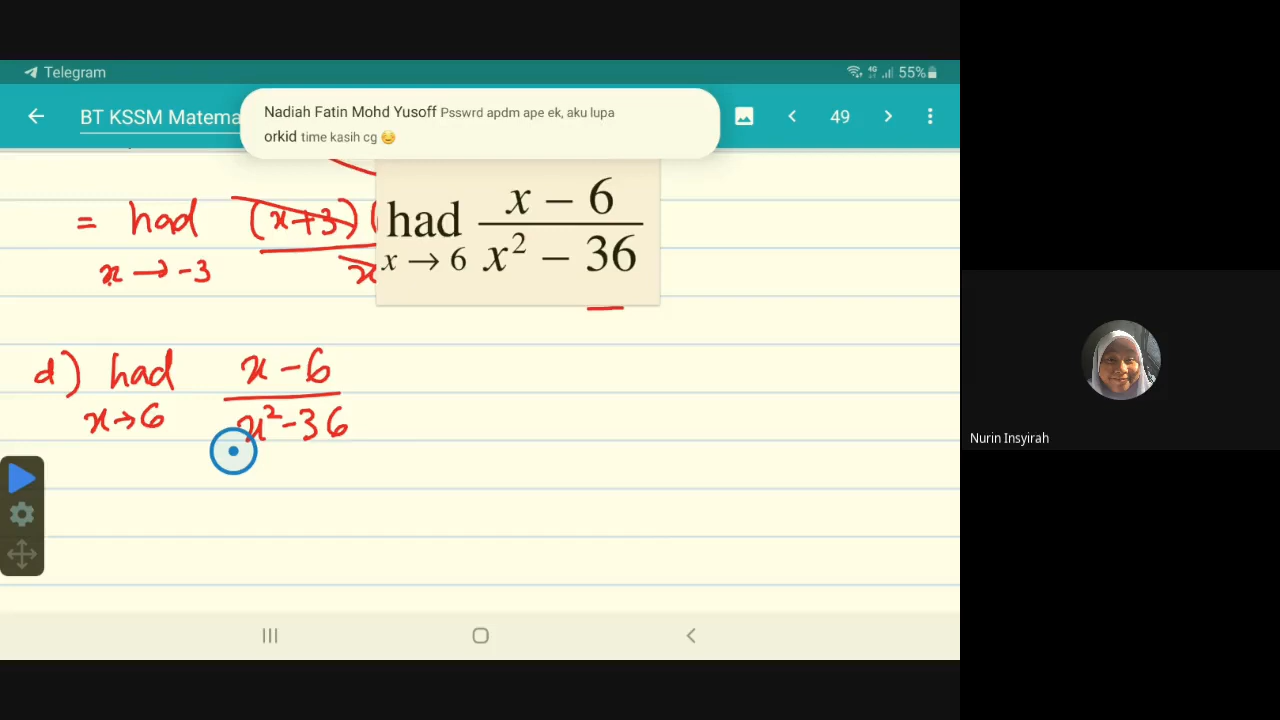 Telegram
4G
55%
BT KSSM Matema
Nadiah Fatin Mohd Yusoff Psswrd apdm ape ek, aku lupa
orkid time kasih cg 😊
49
= had (x+3)(
x → -3 x
had x − 6
x → 6 x² − 36
d) had x - 6
x → 6 x² - 36
Nurin Insyirah